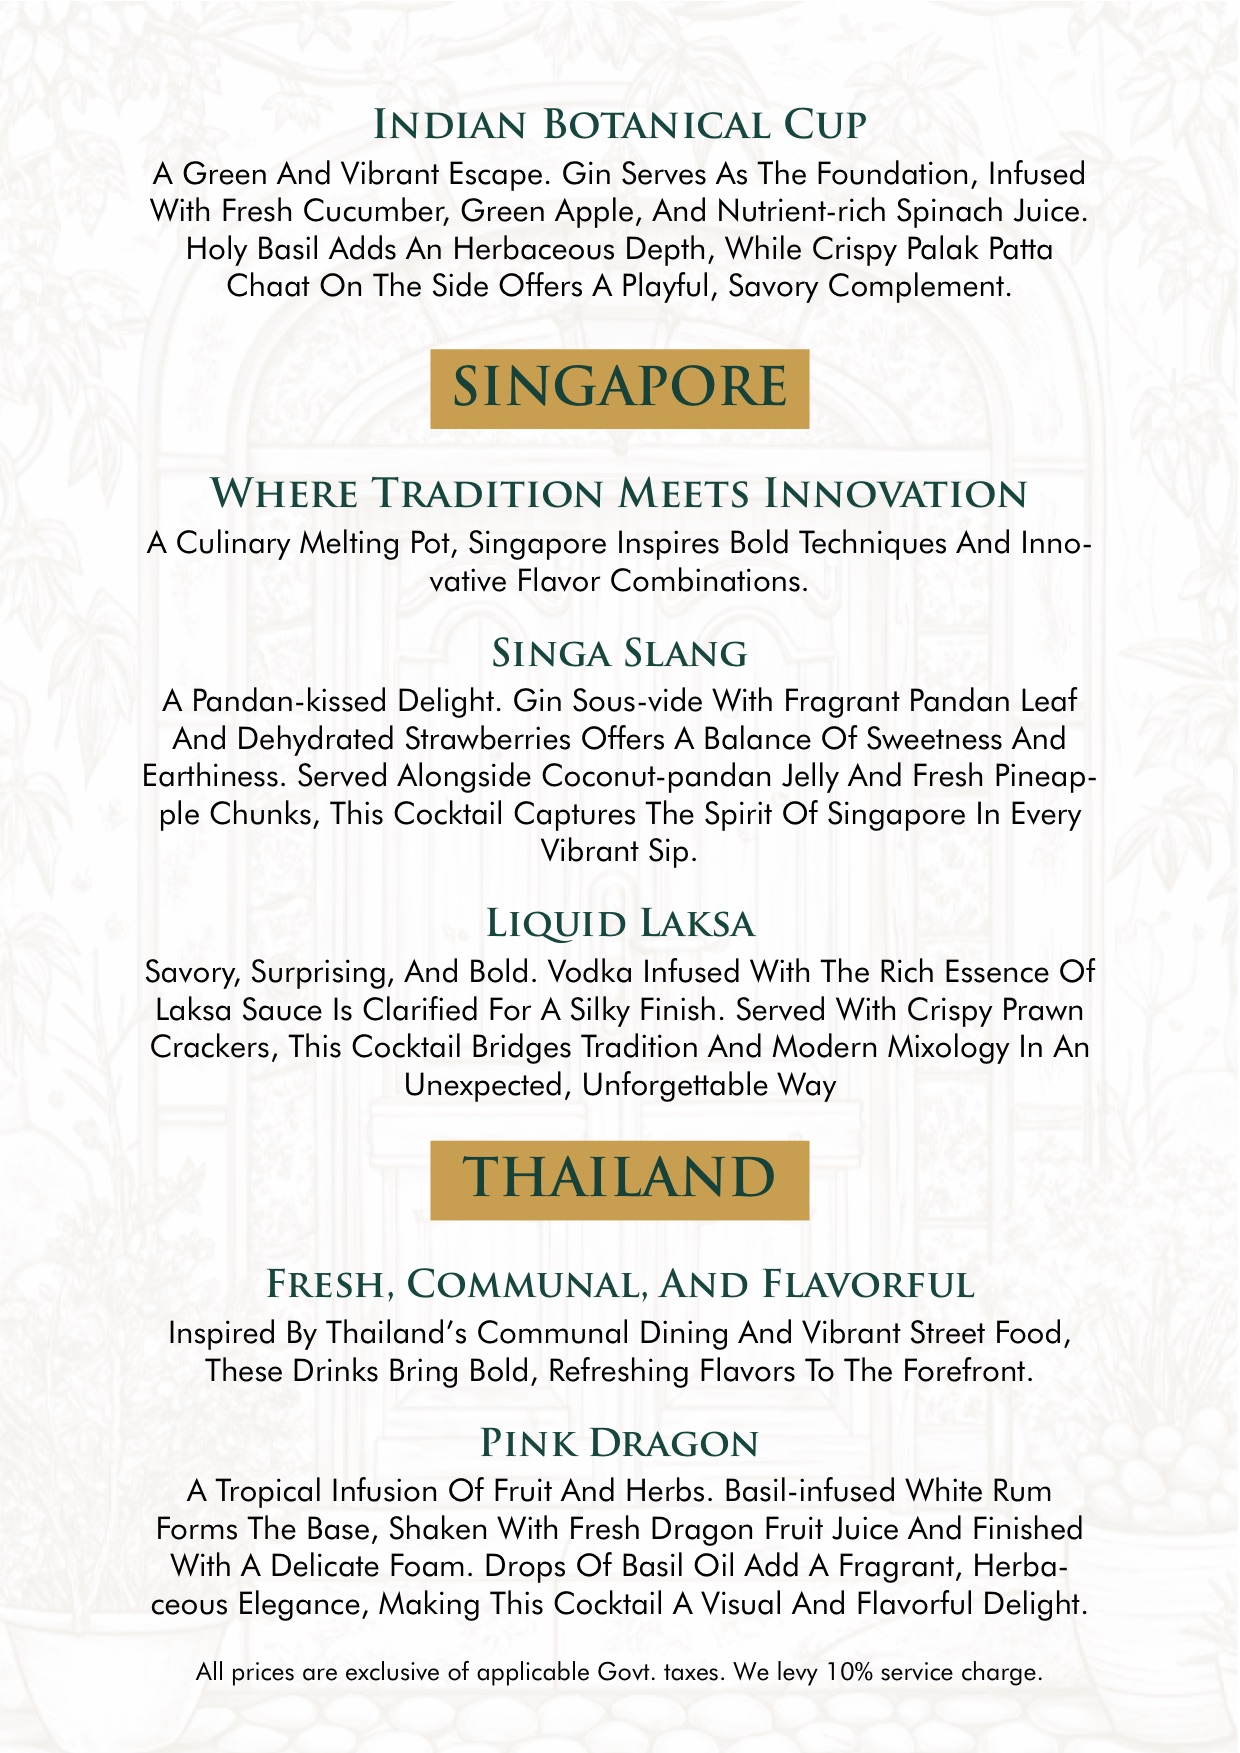 Indian Botanical Cup
A Green And Vibrant Escape. Gin Serves As The Foundation, Infused
With Fresh Cucumber, Green Apple, And Nutrient-rich Spinach Juice.
Holy Basil Adds An Herbaceous Depth, While Crispy Palak Patta
Chaat On The Side Offers A Playful, Savory Complement.
SINGAPORE
Where Tradition Meets Innovation
A Culinary Melting Pot, Singapore Inspires Bold Techniques And Inno-
vative Flavor Combinations.
Singa Slang
A Pandan-kissed Delight. Gin Sous-vide With Fragrant Pandan Leaf
And Dehydrated Strawberries Offers A Balance Of Sweetness And
Earthiness. Served Alongside Coconut-pandan Jelly And Fresh Pineap-
ple Chunks, This Cocktail Captures The Spirit Of Singapore In Every
Vibrant Sip.
Liquid Laksa
Savory, Surprising, And Bold. Vodka Infused With The Rich Essence Of
Laksa Sauce Is Clarified For A Silky Finish. Served With Crispy Prawn
Crackers, This Cocktail Bridges Tradition And Modern Mixology In An
Unexpected, Unforgettable Way
THAILAND
Fresh, Communal, And Flavorful
Inspired By Thailand’s Communal Dining And Vibrant Street Food,
These Drinks Bring Bold, Refreshing Flavors To The Forefront.
Pink Dragon
A Tropical Infusion Of Fruit And Herbs. Basil-infused White Rum
Forms The Base, Shaken With Fresh Dragon Fruit Juice And Finished
With A Delicate Foam. Drops Of Basil Oil Add A Fragrant, Herba-
ceous Elegance, Making This Cocktail A Visual And Flavorful Delight.
All prices are exclusive of applicable Govt. taxes. We levy 10% service charge.